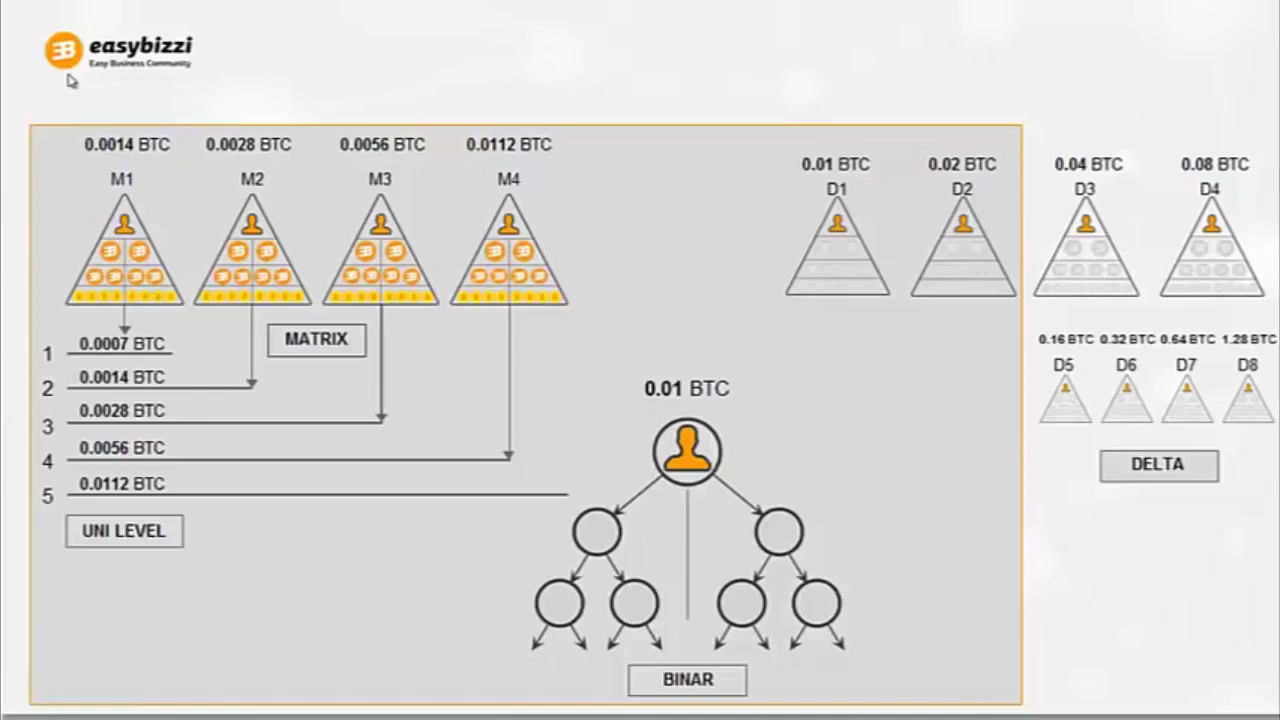 easybizzi
Easy Business Community
0.0014 BTC 0.0028 BTC 0.0056 BTC 0.0112 BTC
M1 M2 M3 M4
0.01 BTC 0.02 BTC 0.04 BTC 0.08 BTC
D1 D2 D3 D4
1 0.0007 BTC
MATRIX
2 0.0014 BTC
3 0.0028 BTC
4 0.0056 BTC
5 0.0112 BTC
UNI LEVEL
0.16 BTC 0.32 BTC 0.64 BTC 1.28 BTC
D5 D6 D7 D8
DELTA
0.01 BTC
BINAR